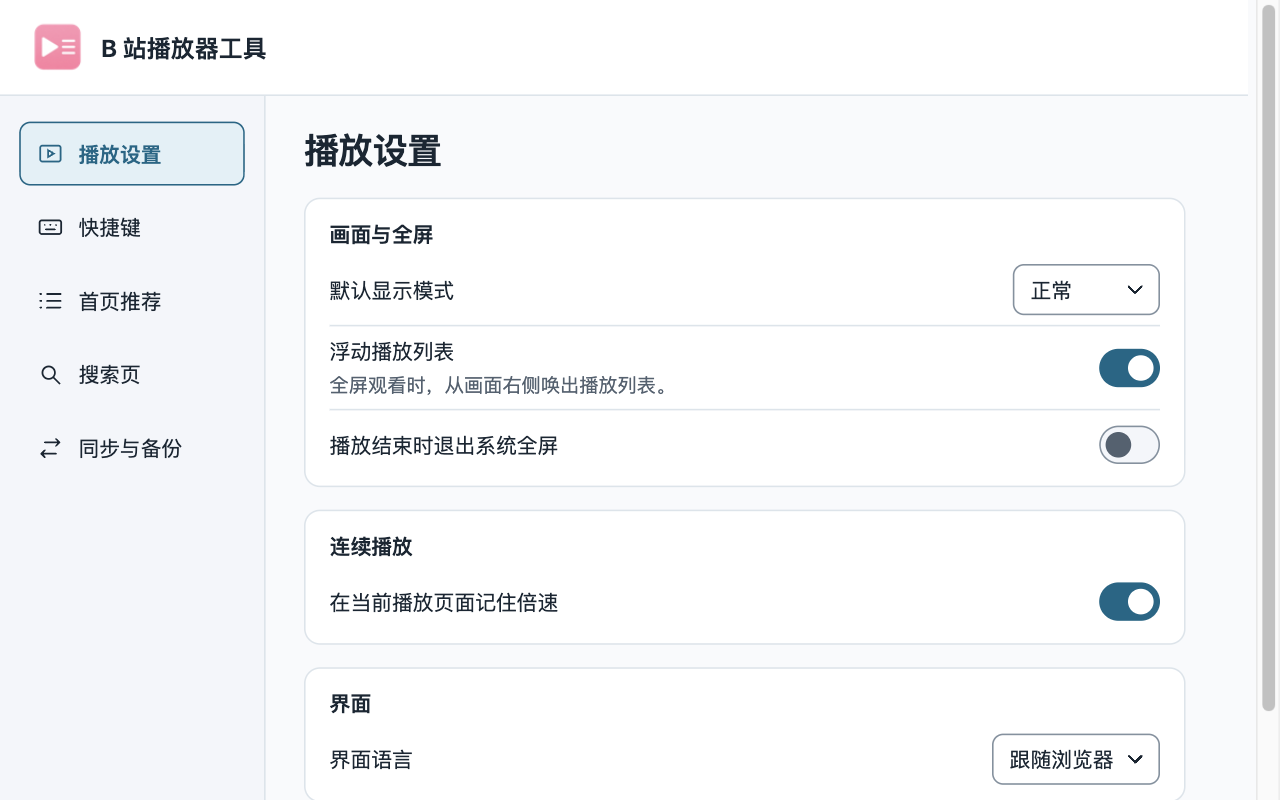 B 站播放器工具
播放设置
快捷键
首页推荐
搜索页
同步与备份
播放设置
画面与全屏
默认显示模式
正常
浮动播放列表
全屏观看时，从画面右侧唤出播放列表。
播放结束时退出系统全屏
连续播放
在当前播放页面记住倍速
界面
界面语言
跟随浏览器